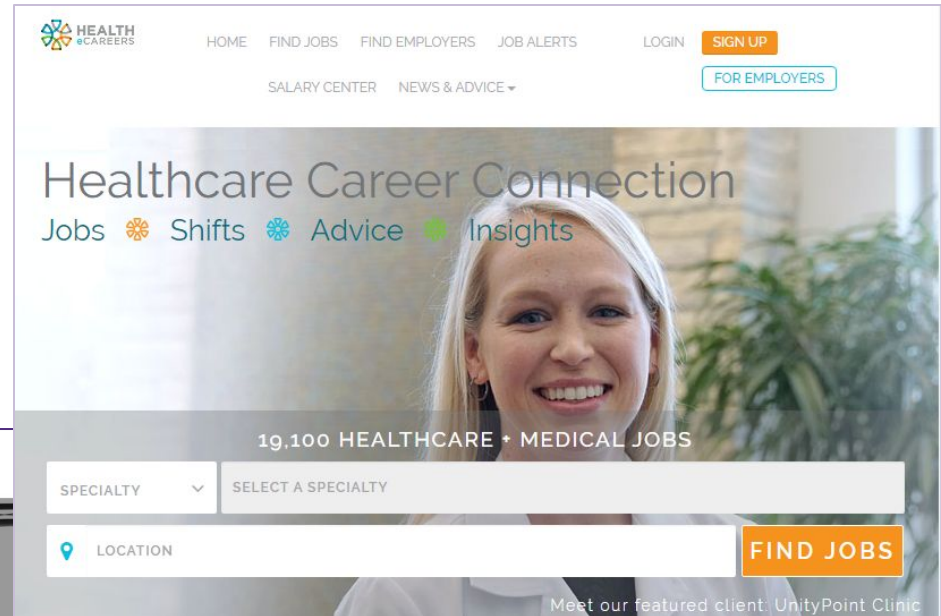 HEALTH
eCAREERS
HOME FIND JOBS FIND EMPLOYERS JOB ALERTS LOGIN SIGN UP
SALARY CENTER NEWS & ADVICE FOR EMPLOYERS
Healthcare Career Connection
Jobs Shifts Advice Insights
19,100 HEALTHCARE + MEDICAL JOBS
SPECIALTY SELECT A SPECIALTY
LOCATION FIND JOBS
Meet our featured client: UnityPoint Clinic